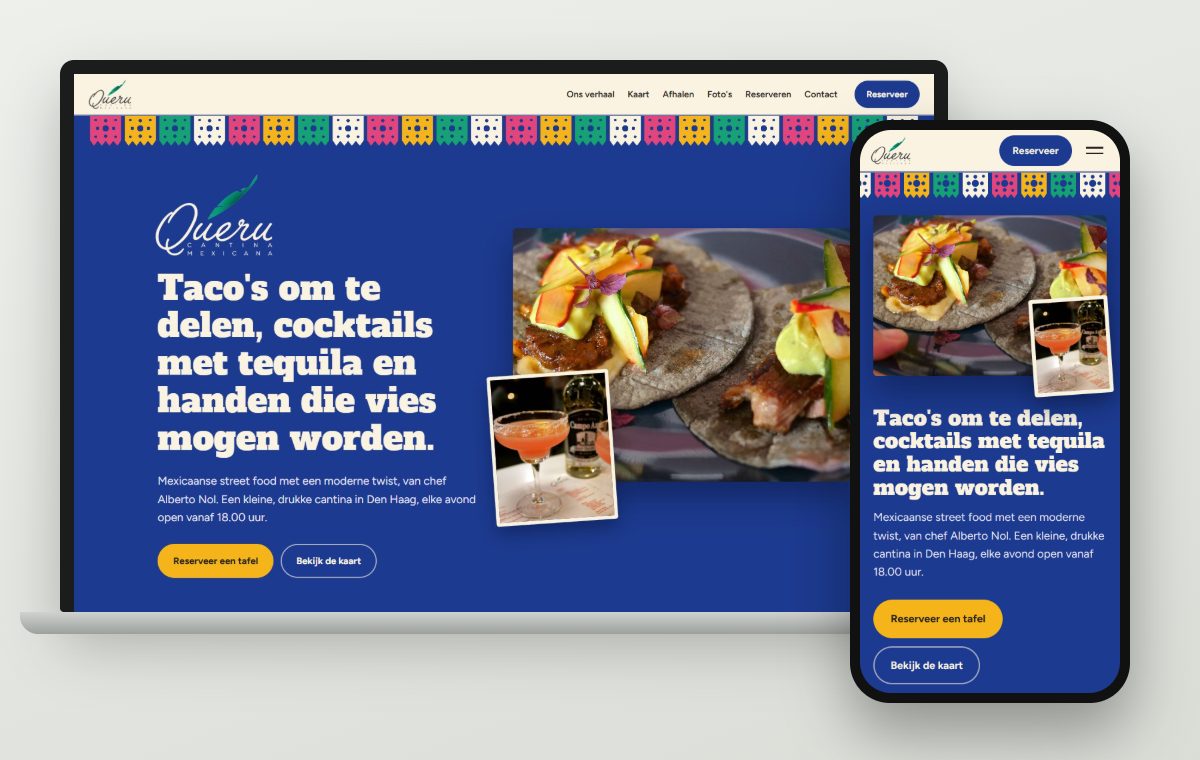 Queru
Ons verhaal Kaart Afhalen Foto's Reserveren Contact Reserveer
Queru
CANTINA
MEXICANA
Taco's om te
delen, cocktails
met tequila en
handen die vies
mogen worden.
Mexicaanse street food met een moderne twist, van chef
Alberto Nol. Een kleine, drukke cantina in Den Haag, elke avond
open vanaf 18.00 uur.
Reserveer een tafel Bekijk de kaart
Queru
Reserveer
Taco's om te delen,
cocktails met tequila
en handen die vies
mogen worden.
Mexicaanse street food met een moderne
twist, van chef Alberto Nol. Een kleine, drukke
cantina in Den Haag, elke avond open vanaf
18.00 uur.
Reserveer een tafel
Bekijk de kaart